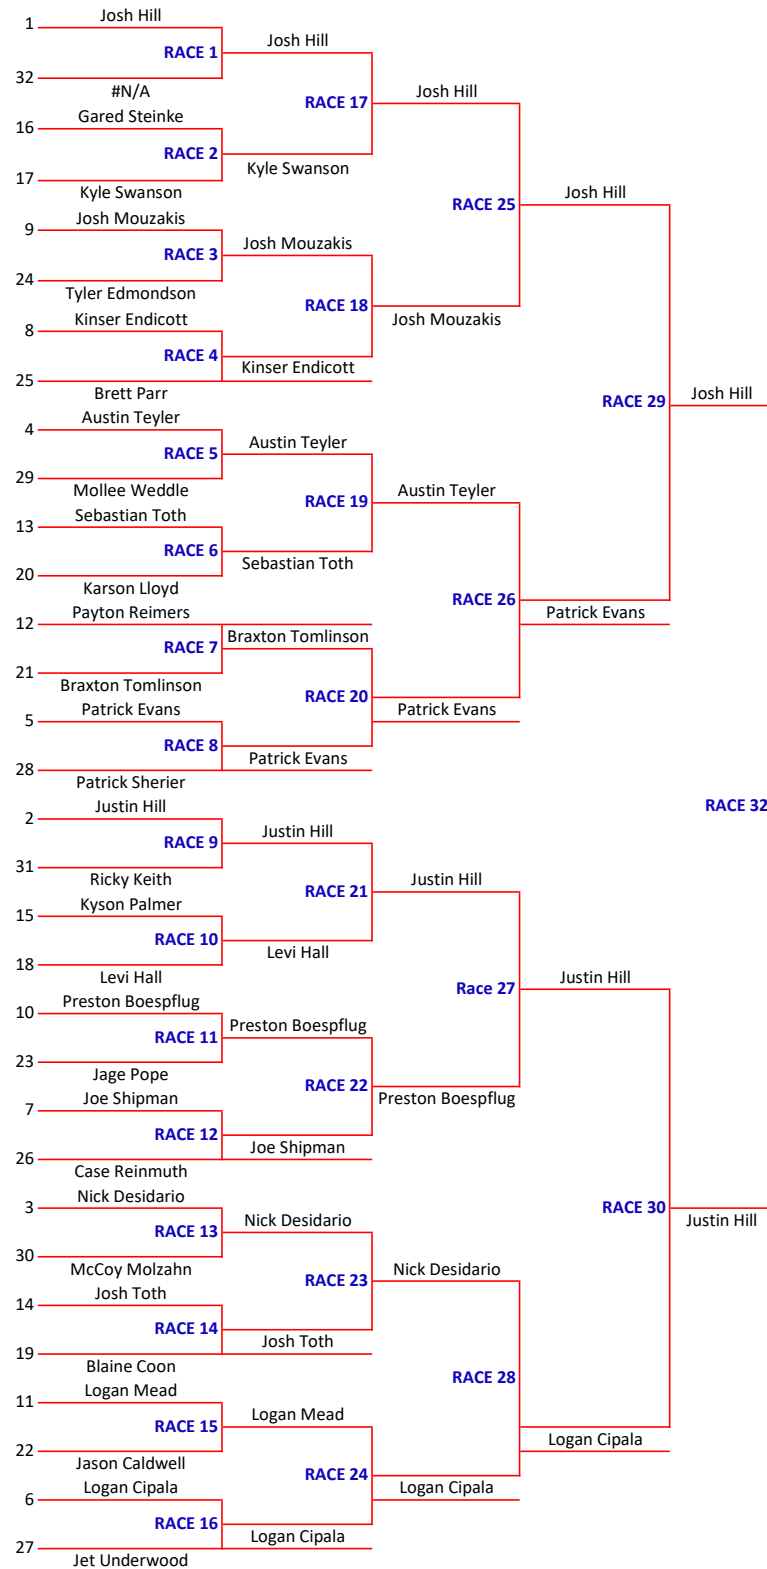 1 Josh Hill
RACE 1 Josh Hill
32
#N/A RACE 17 Josh Hill
16 Gared Steinke
RACE 2
17 Kyle Swanson
Kyle Swanson
RACE 25 Josh Hill
9 Josh Mouzakis
RACE 3 Josh Mouzakis
24
Tyler Edmondson
RACE 18 Josh Mouzakis
8 Kinser Endicott
RACE 4
Kinser Endicott
25
Brett Parr
RACE 29 Josh Hill
4 Austin Teyler
RACE 5 Austin Teyler
29
Mollee Weddle
RACE 19 Austin Teyler
13 Sebastian Toth
RACE 6
Sebastian Toth
20
Karson Lloyd
RACE 26
Patrick Evans
12 Payton Reimers
RACE 7 Braxton Tomlinson
21
Braxton Tomlinson
RACE 20
Patrick Evans
5 Patrick Evans
RACE 8
Patrick Evans
28
Patrick Sherier
RACE 32
2 Justin Hill
RACE 9 Justin Hill
31
Ricky Keith
RACE 21 Justin Hill
15 Kyson Palmer
RACE 10
Levi Hall
18
Levi Hall
Race 27 Justin Hill
10 Preston Boespflug
RACE 11 Preston Boespflug
23
Jage Pope
RACE 22
Preston Boespflug
7 Joe Shipman
RACE 12
Joe Shipman
26
Case Reinmuth
RACE 30
Justin Hill
3 Nick Desidario
RACE 13 Nick Desidario
30
McCoy Molzahn
RACE 23 Nick Desidario
14 Josh Toth
RACE 14
Josh Toth
19
Blaine Coon
RACE 28
11 Logan Mead
RACE 15 Logan Mead
22
Logan Cipala
Jason Caldwell
RACE 24
Logan Cipala
6 Logan Cipala
RACE 16
Logan Cipala
27
Jet Underwood